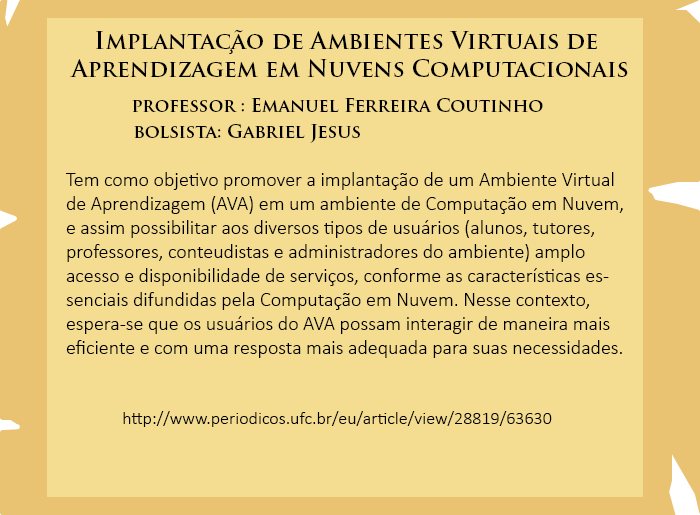 Implantação de Ambientes Virtuais de
Aprendizagem em Nuvens Computacionais
professor : Emanuel Ferreira Coutinho
bolsista: Gabriel Jesus
Tem como objetivo promover a implantação de um Ambiente Virtual
de Aprendizagem (AVA) em um ambiente de Computação em Nuvem,
e assim possibilitar aos diversos tipos de usuários (alunos, tutores,
professores, conteudistas e administradores do ambiente) amplo
acesso e disponibilidade de serviços, conforme as características es-
senciais difundidas pela Computação em Nuvem. Nesse contexto,
espera-se que os usuários do AVA possam interagir de maneira mais
eficiente e com uma resposta mais adequada para suas necessidades.
http://www.periodicos.ufc.br/eu/article/view/28819/63630